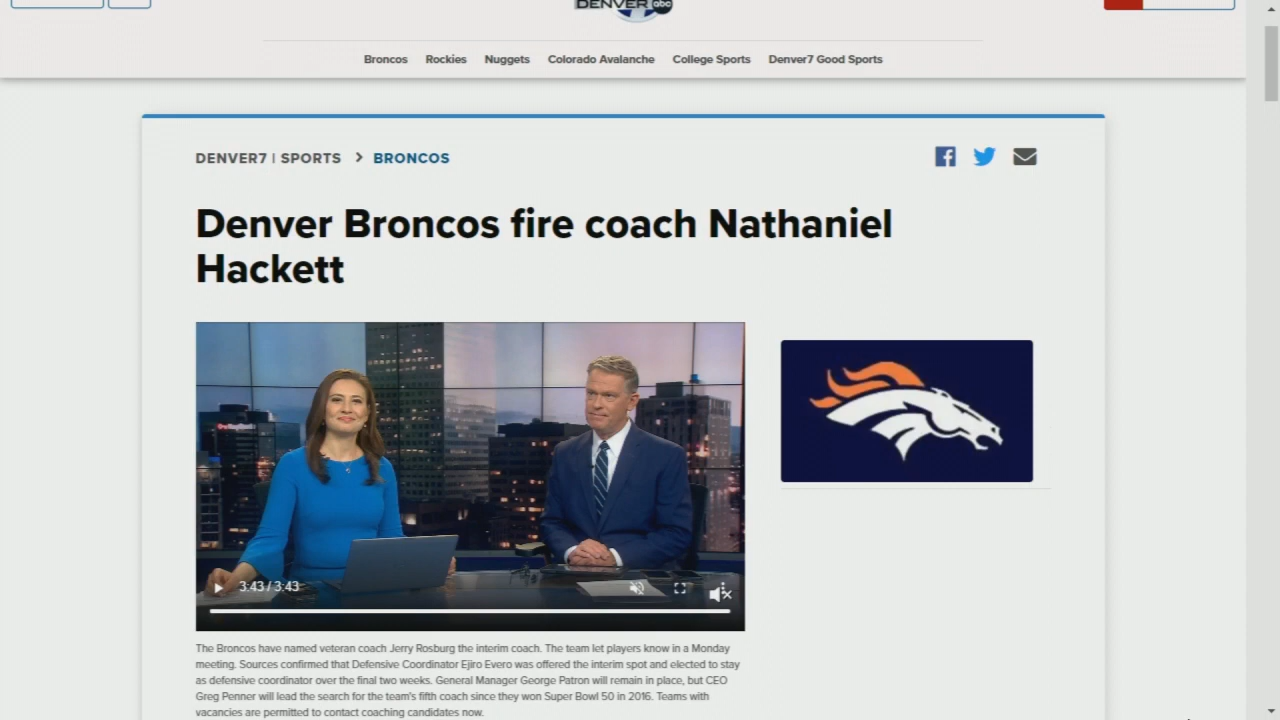 DENVER abc
Broncos Rockies Nuggets Colorado Avalanche College Sports Denver7 Good Sports
DENVER7 | SPORTS > BRONCOS
Denver Broncos fire coach Nathaniel
Hackett
3:43 / 3:43
The Broncos have named veteran coach Jerry Rosburg the interim coach. The team let players know in a Monday
meeting. Sources confirmed that Defensive Coordinator Ejiro Evero was offered the interim spot and elected to stay
as defensive coordinator over the final two weeks. General Manager George Patron will remain in place, but CEO
Greg Penner will lead the search for the team's fifth coach since they won Super Bowl 50 in 2016. Teams with
vacancies are permitted to contact coaching candidates now.